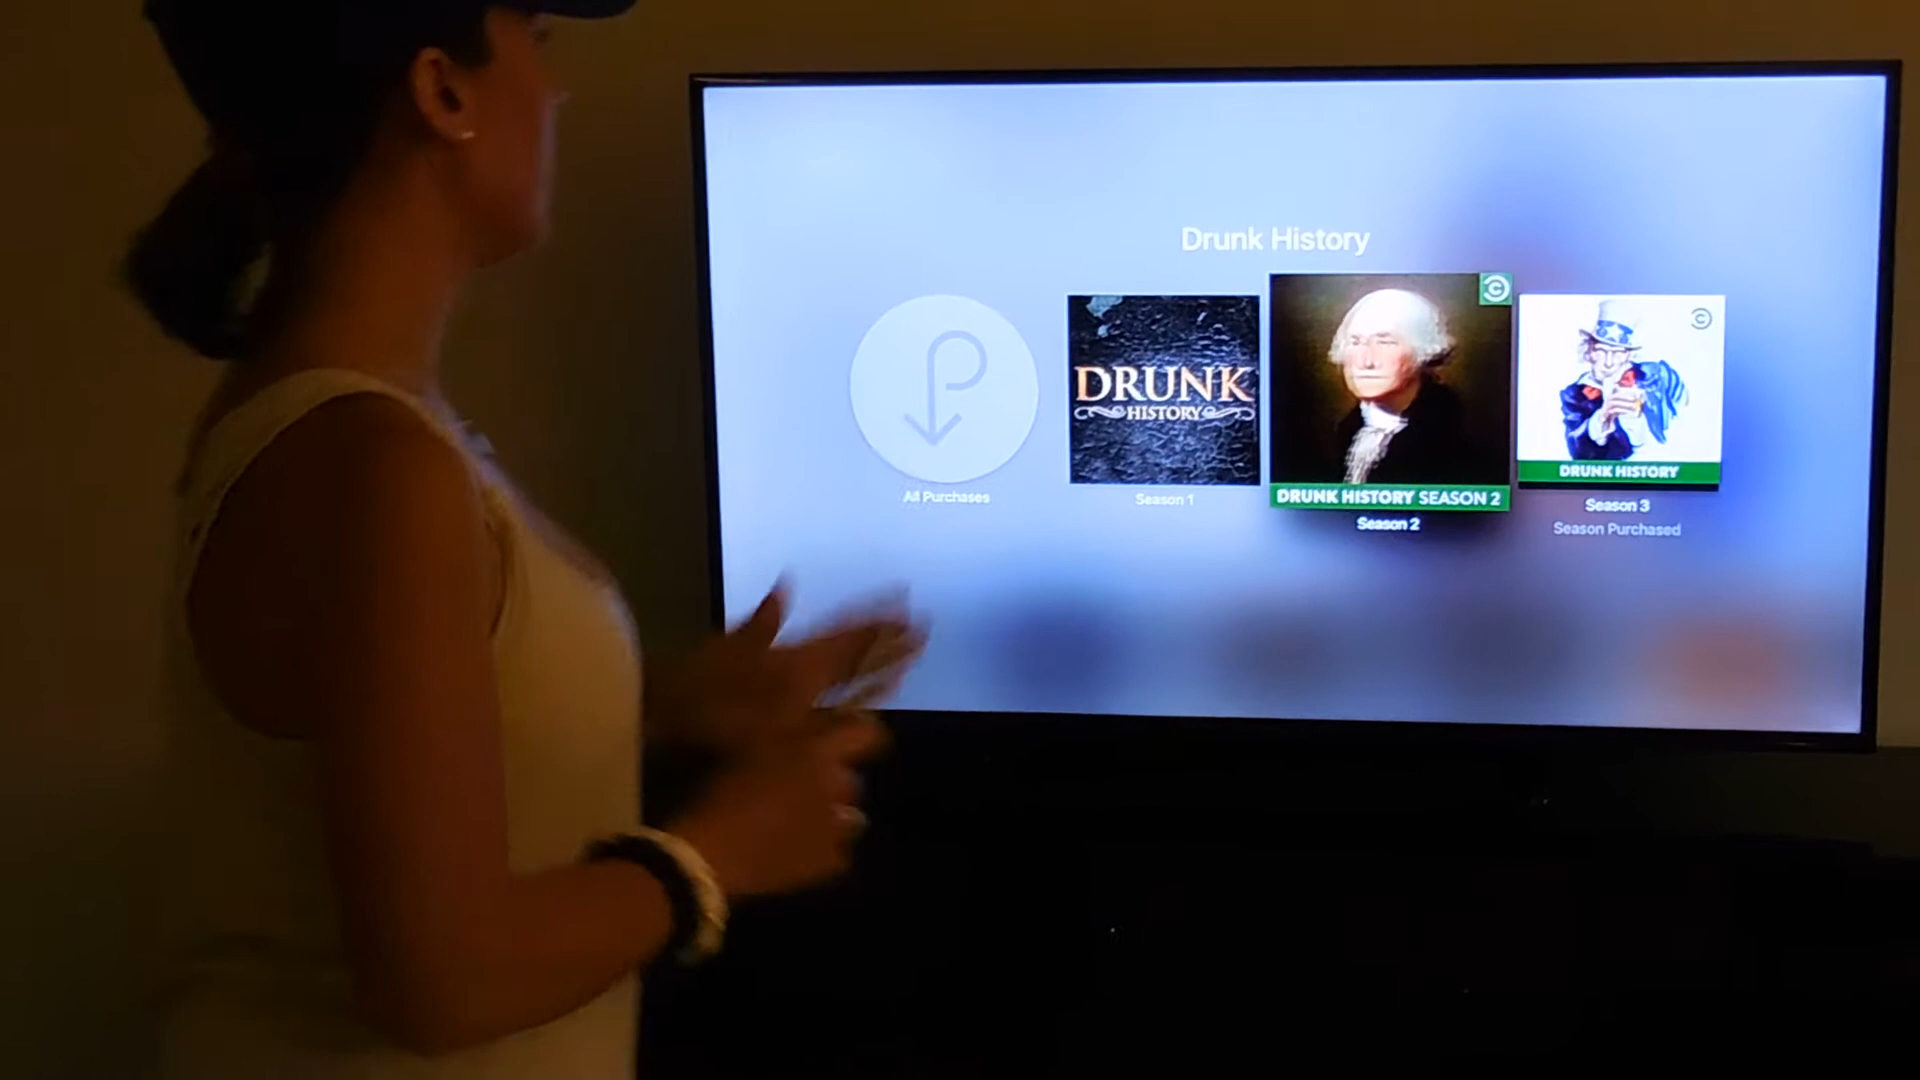 Drunk History
All Purchases
DRUNK
HISTORY
Season 1
DRUNK HISTORY SEASON 2
Season 2
DRUNK HISTORY
Season 3
Season Purchased